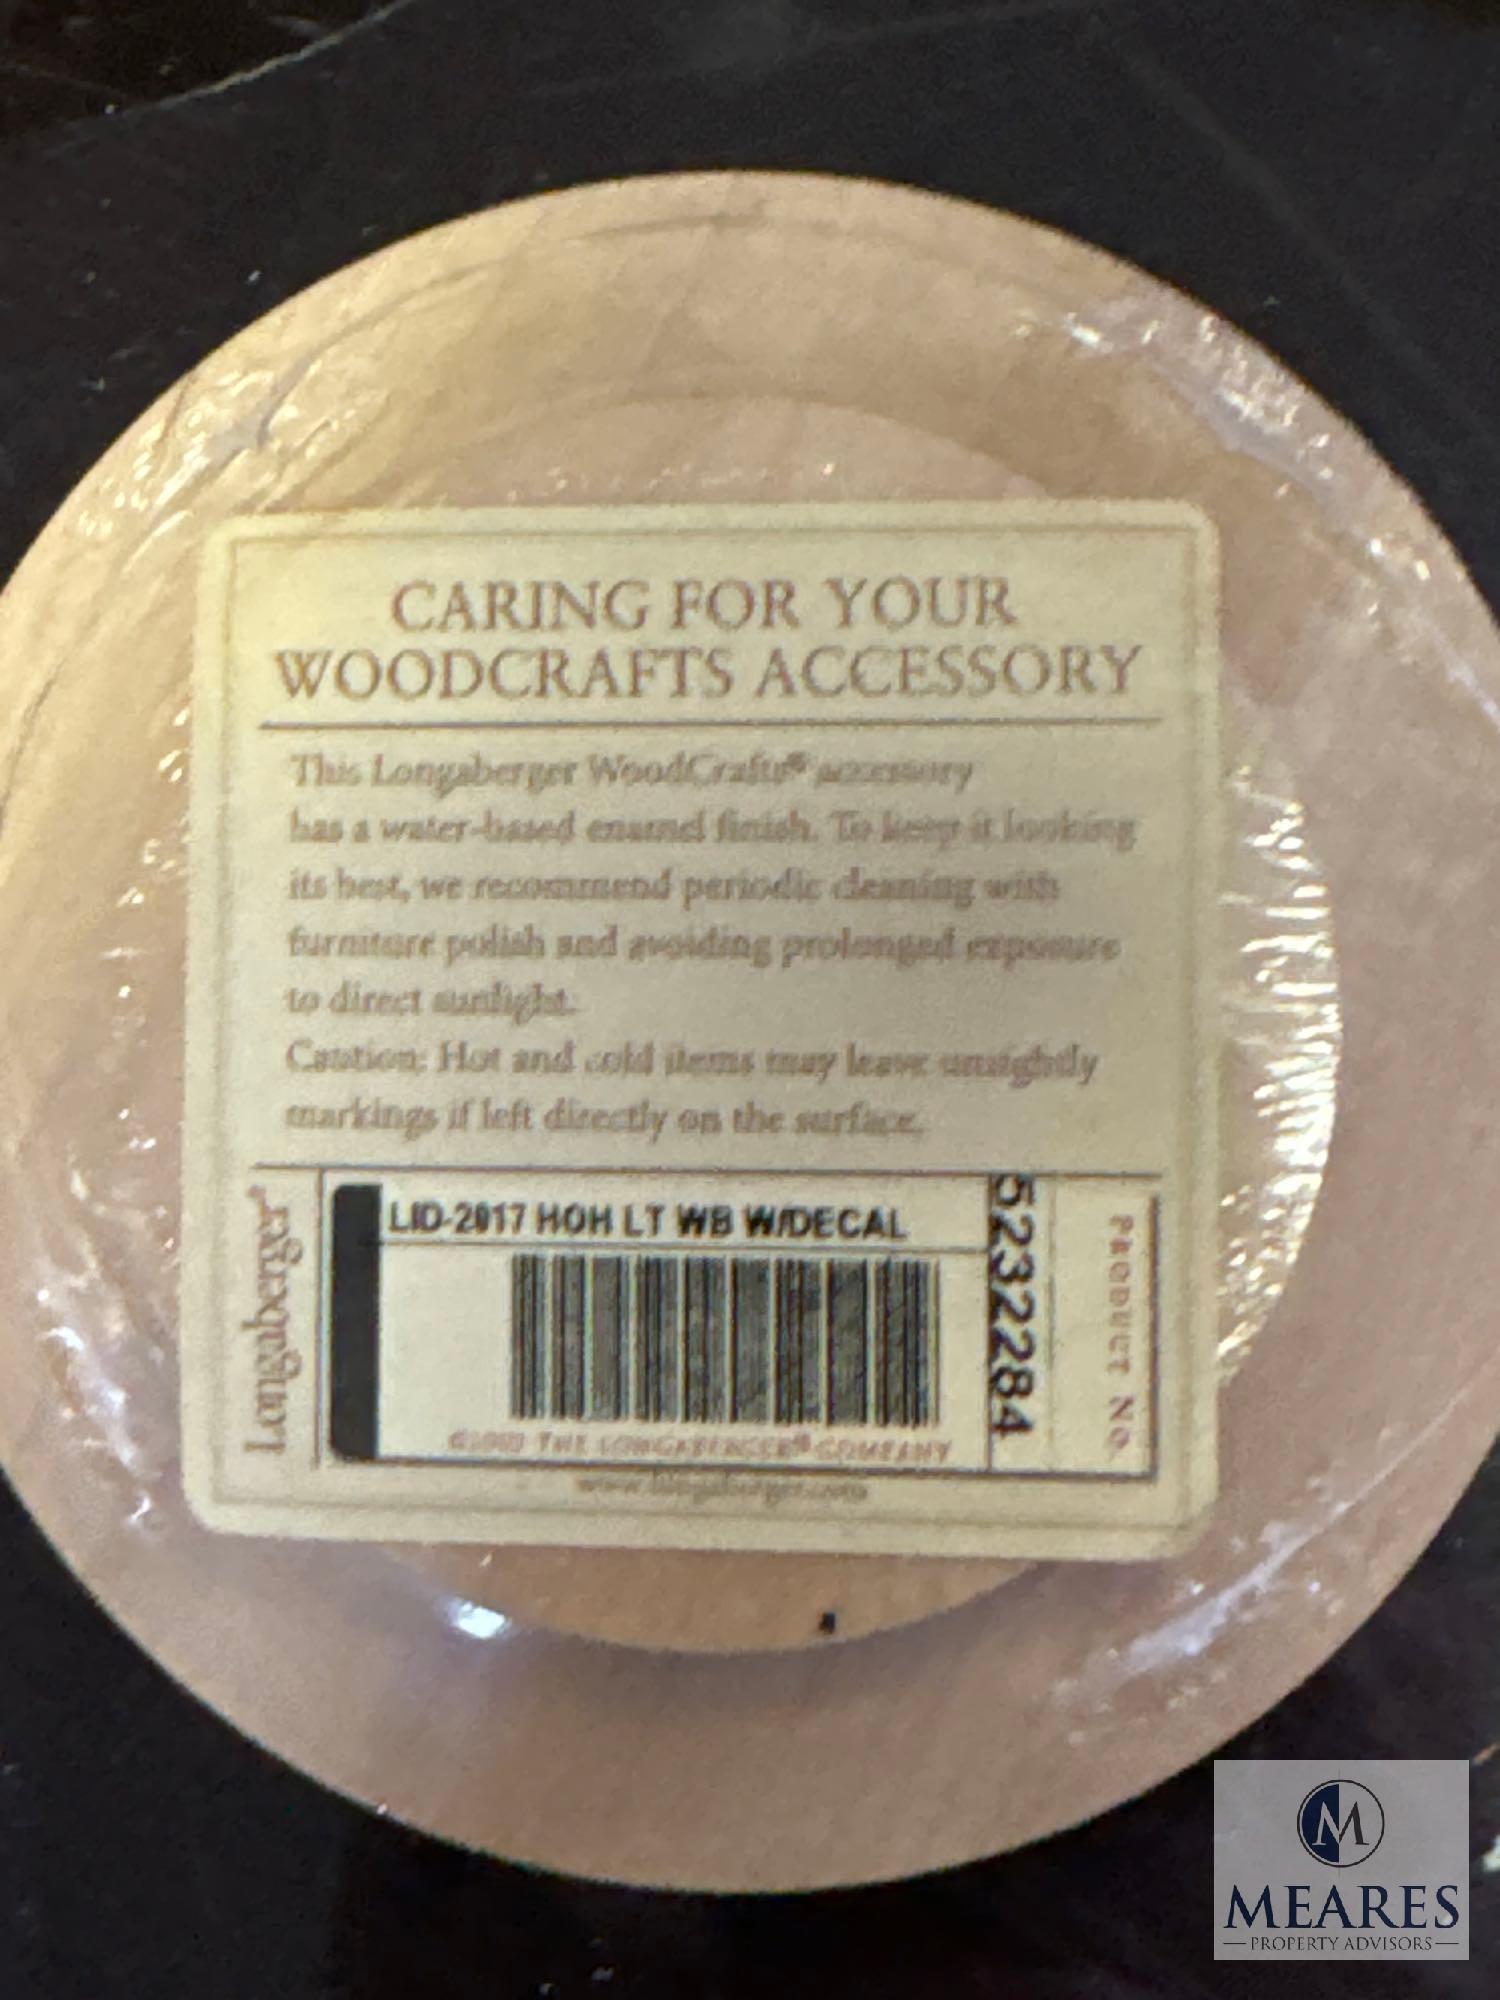 CARING FOR YOUR
WOODCRAFTS ACCESSORY
This Longaberger WoodCrafts® accessory
has a water-based enamel finish. To keep it looking
its best, we recommend periodic cleaning with
furniture polish and avoiding prolonged exposure
to direct sunlight.
Caution: Hot and cold items may leave unsightly
markings if left directly on the surface.
Longaberger®
LID-2017 HOH LT WB W/DECAL
5232284
PRODUCT NO.
THE LONGABERGER® COMPANY
www.longaberger.com
M
MEARES
PROPERTY ADVISORS